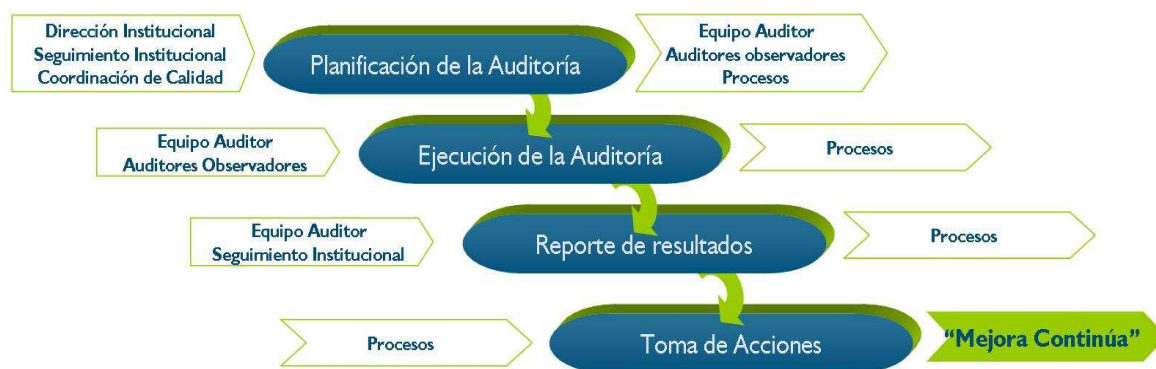 Dirección Institucional
Seguimiento Institucional
Coordinación de Calidad
Planificación de la Auditoría
Equipo Auditor
Auditores observadores
Procesos
Equipo Auditor
Auditores Observadores
Ejecución de la Auditoría
Procesos
Equipo Auditor
Seguimiento Institucional
Reporte de resultados
Procesos
Procesos
Toma de Acciones
“Mejora Continúa”